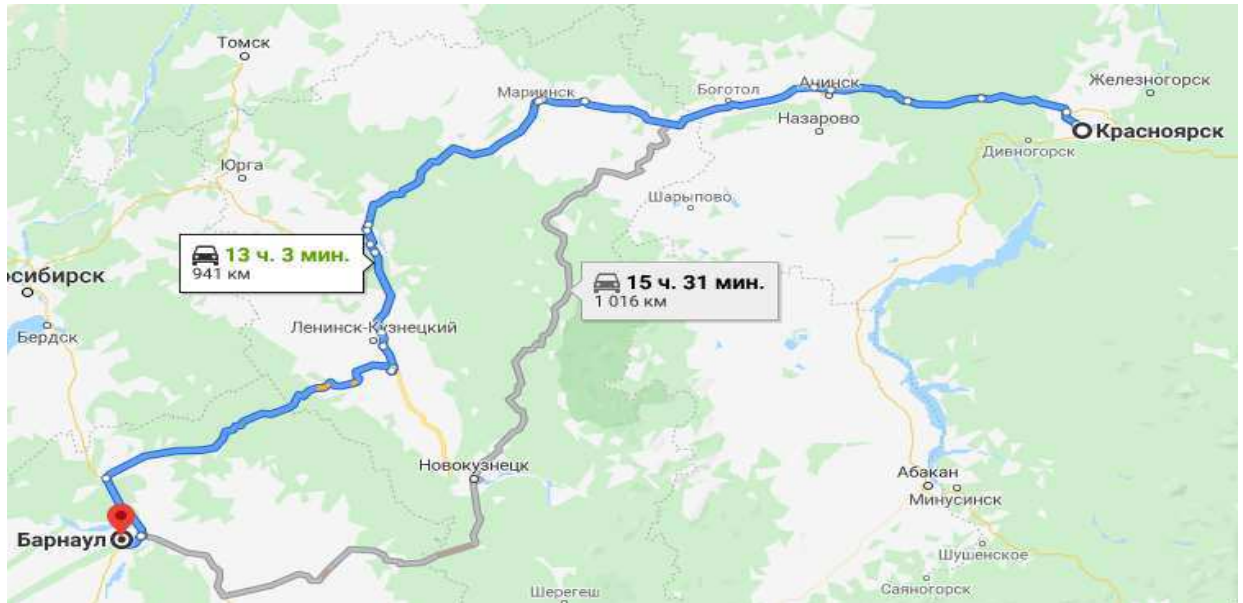 Томск
Железногорск
Мариинск
Боготол
Ачинск
Назарово
Красноярск
Дивногорск
Юрга
Шарыпово
13 ч. 3 мин.
941 км
осибирск
15 ч. 31 мин.
1 016 км
Бердск
Ленинск-Кузнецкий
Новокузнецк
Абакан
Минусинск
Барнаул
Шушенское
Саяногорск
Шерегеш